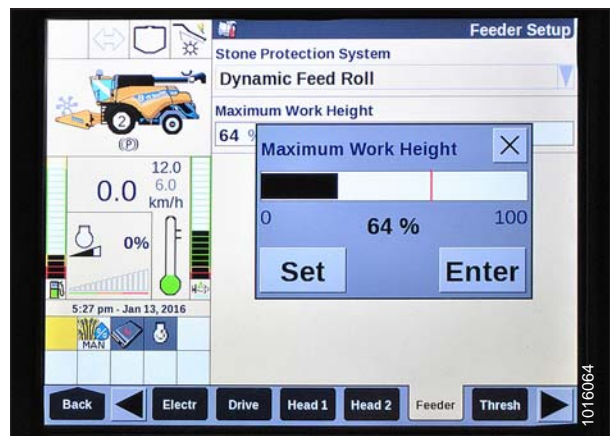 Feeder Setup
Stone Protection System
Dynamic Feed Roll
Maximum Work Height
64 %
Maximum Work Height
0
64 %
100
Set
Enter
2
(P)
12.0
6.0
0.0
km/h
0%
5:27 pm - Jan 13, 2016
MAN
Back
Electr
Drive
Head 1
Head 2
Feeder
Thresh
1016064